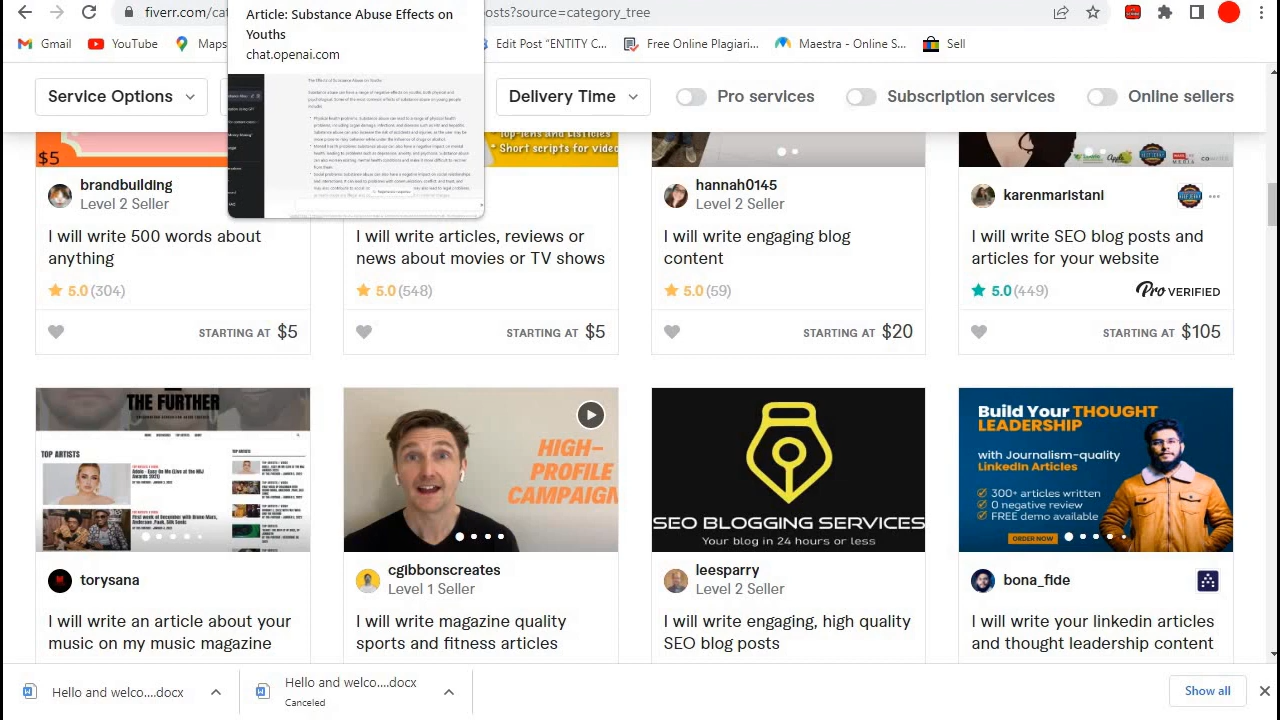 fiverr.com/cat
Article: Substance Abuse Effects on
Youths
chat.openai.com
posts?source=category_tree
Gmail
YouTube
Maps
Edit Post "ENTITY C...
Free Online Plagiari...
Maestra - Online S...
Sell
Service Options
Delivery Time
Pro services
Subscription services
Online sellers
$5
* Short scripts for video
Level 2 Seller
I will write 500 words about
anything
5.0 (304)
STARTING AT $5
I will write articles, reviews or
news about movies or TV shows
5.0 (548)
STARTING AT $5
Level 2 Seller
I will write engaging blog
content
5.0 (59)
STARTING AT $20
karenmaristani
I will write SEO blog posts and
articles for your website
5.0 (449)
Pro VERIFIED
STARTING AT $105
THE FURTHER
TOP ARTISTS
torysana
I will write an article about your
music on my music magazine
HIGH-
CAMPAIGN
cgibbonscreates
Level 1 Seller
I will write magazine quality
sports and fitness articles
SEO BLOGGING SERVICES
Your blog in 24 hours or less
leesparry
Level 2 Seller
I will write engaging, high quality
SEO blog posts
Build Your THOUGHT
LEADERSHIP
with Journalism-quality
LinkedIn Articles
300+ articles written
0 negative review
FREE demo available
ORDER NOW
bona_fide
I will write your linkedin articles
and thought leadership content
Hello and welco....docx
Hello and welco....docx
Canceled
Show all